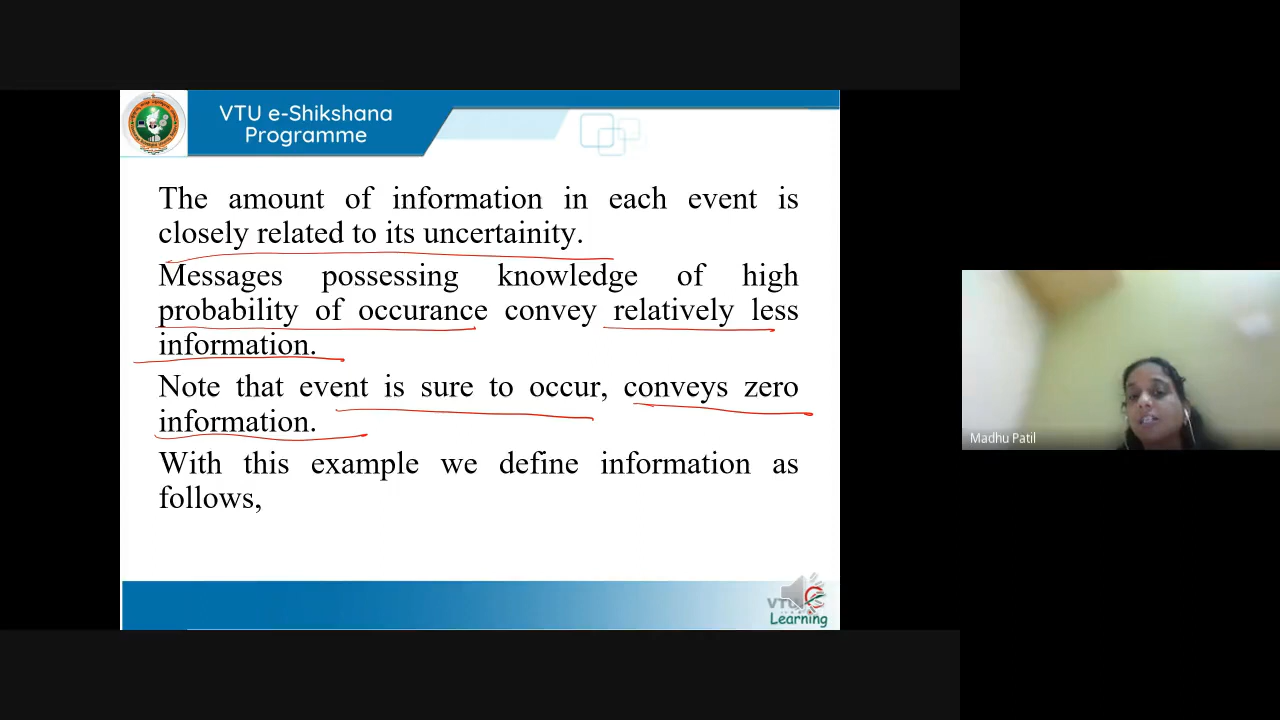 VTU e-Shikshana
Programme
The amount of information in each event is
closely related to its uncertainity.
Messages possessing knowledge of high
probability of occurance convey relatively less
information.
Note that event is sure to occur, conveys zero
information.
With this example we define information as
follows,
Madhu Patil
Learning